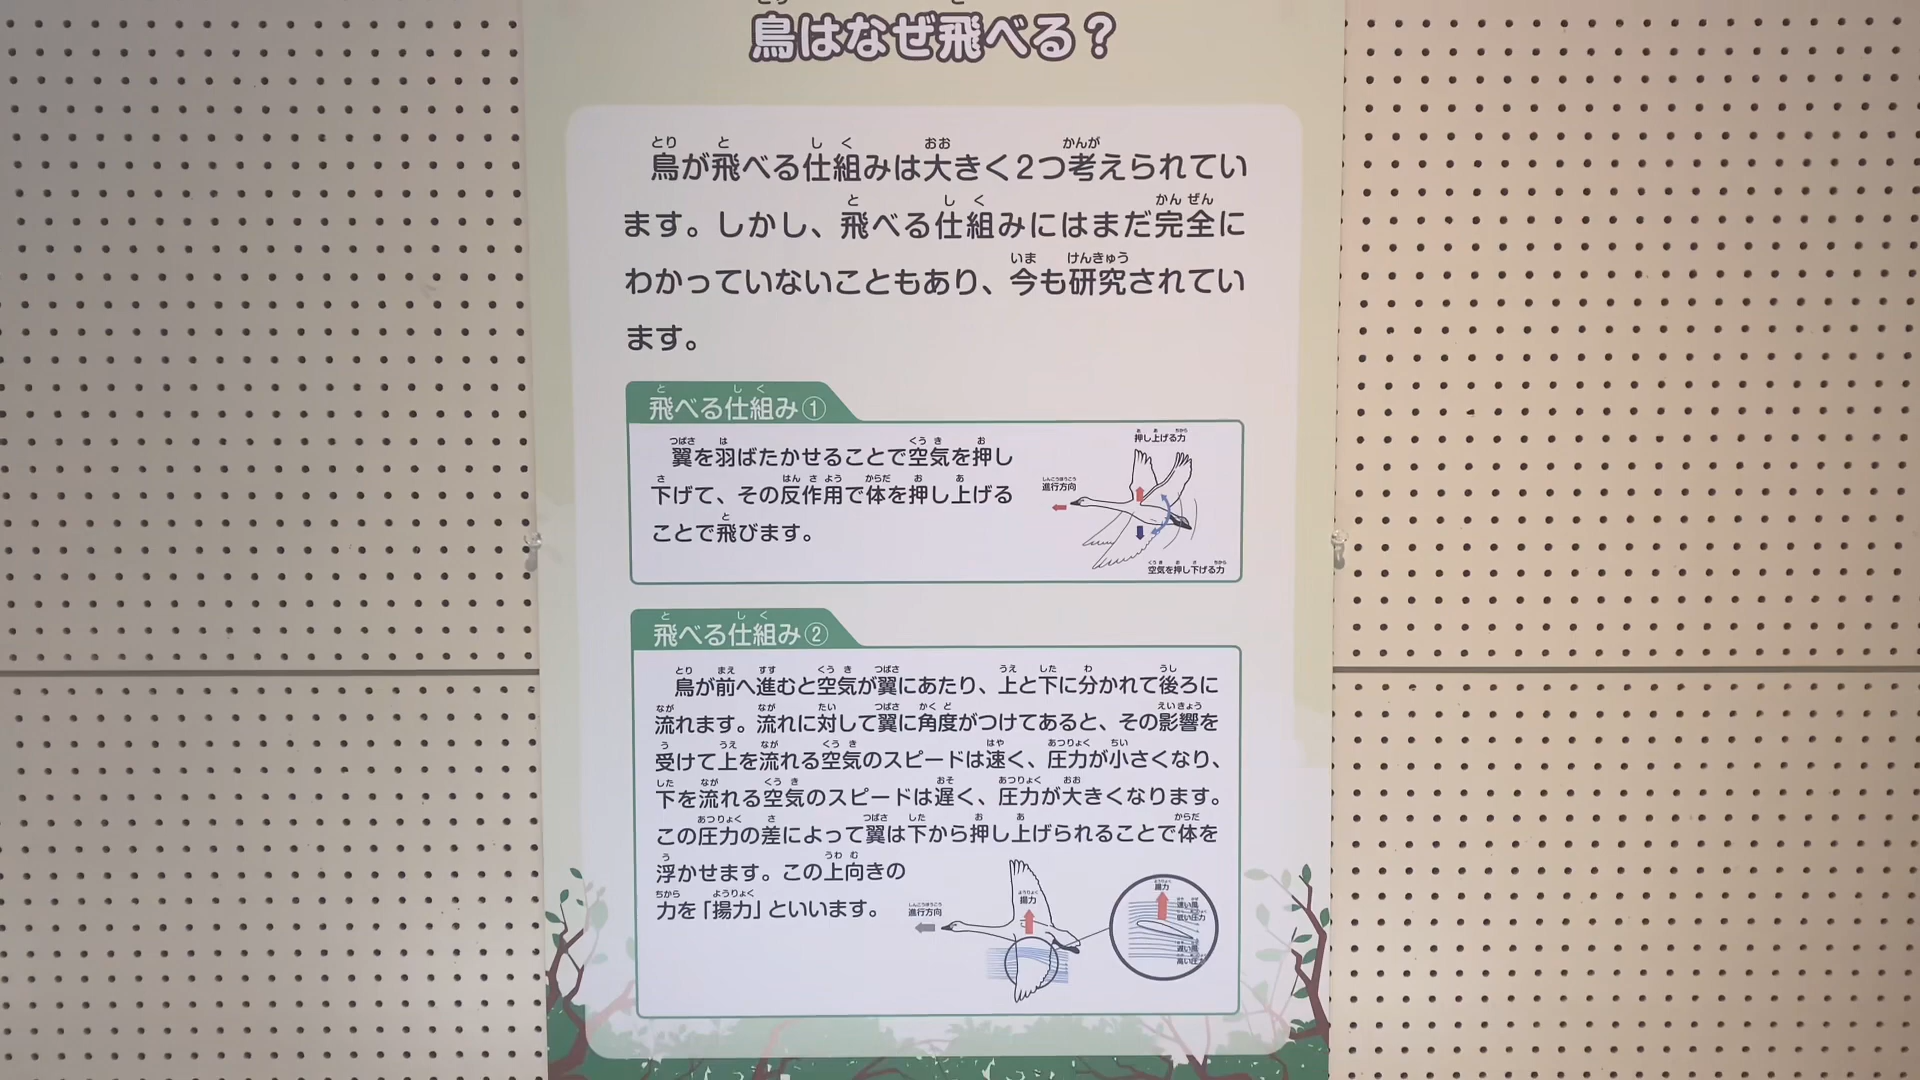 鳥はなぜ飛べる？
鳥が飛べる仕組みは大きく2つ考えられてい
ます。しかし、飛べる仕組みにはまだ完全に
わかっていないこともあり、今も研究されてい
ます。
飛べる仕組み①
翼を羽ばたかせることで空気を押し
下げて、その反作用で体を押し上げる
ことで飛びます。
押し上げる力
進行方向
空気を押し下げる力
飛べる仕組み②
鳥が前へ進むと空気が翼にあたり、上と下に分かれて後ろに
流れます。流れに対して翼に角度がつけてあると、その影響を
受けて上を流れる空気のスピードは速く、圧力が小さくなり、
下を流れる空気のスピードは遅く、圧力が大きくなります。
この圧力の差によって翼は下から押し上げられることで体を
浮かせます。この上向きの
力を「揚力」といいます。
進行方向
揚力
揚力
速い風
低い圧力
遅い風
高い圧力